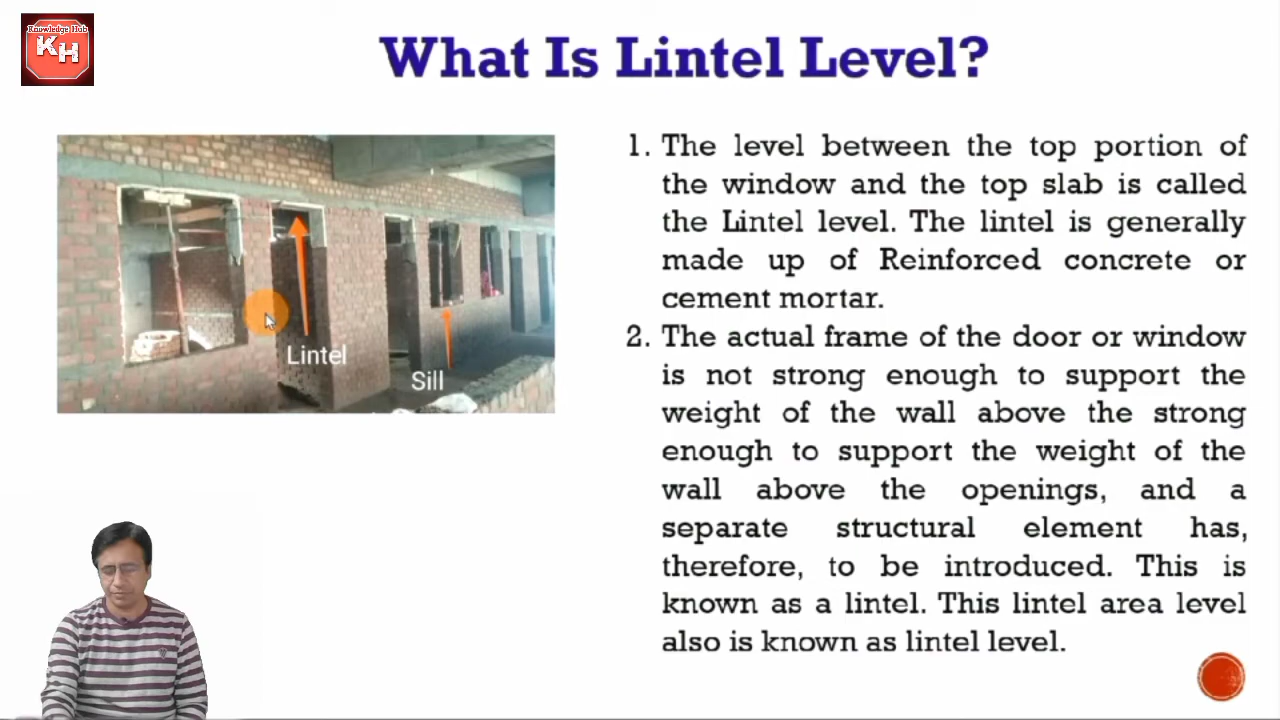 Knowledge Hub
KH
What Is Lintel Level?
Lintel
Sill
1. The level between the top portion of
the window and the top slab is called
the Lintel level. The lintel is generally
made up of Reinforced concrete or
cement mortar.
2. The actual frame of the door or window
is not strong enough to support the
weight of the wall above the strong
enough to support the weight of the
wall above the openings, and a
separate structural element has,
therefore, to be introduced. This is
known as a lintel. This lintel area level
also is known as lintel level.